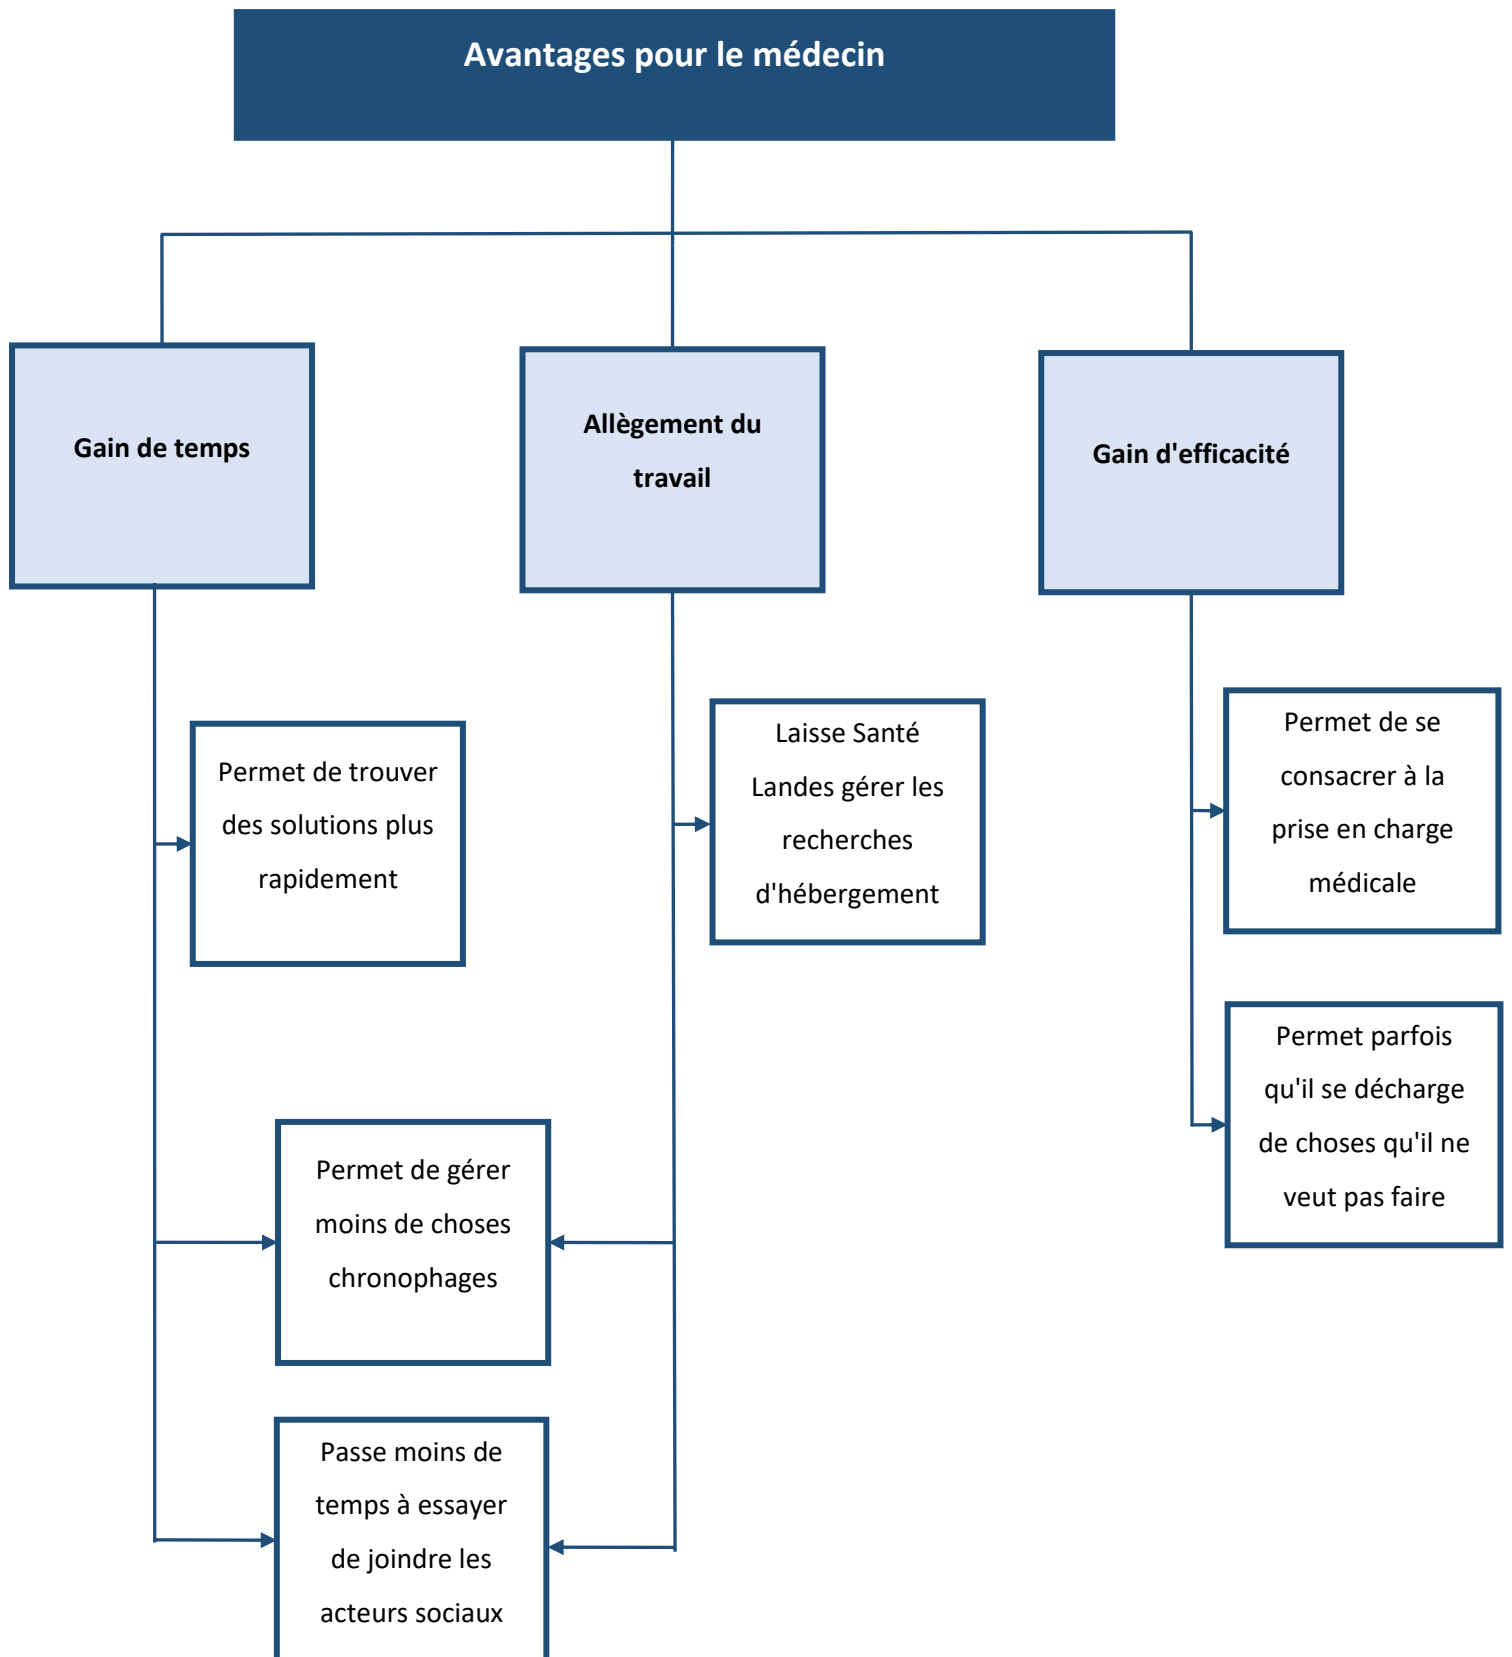 Avantages pour le médecin
Gain de temps
Allègement du
travail
Gain d'efficacité
Permet de trouver
des solutions plus
rapidement
Laisse Santé
Landes gérer les
recherches
d'hébergement
Permet de se
consacrer à la
prise en charge
médicale
Permet parfois
qu'il se décharge
de choses qu'il ne
veut pas faire
Permet de gérer
moins de choses
chronophages
Passe moins de
temps à essayer
de joindre les
acteurs sociaux